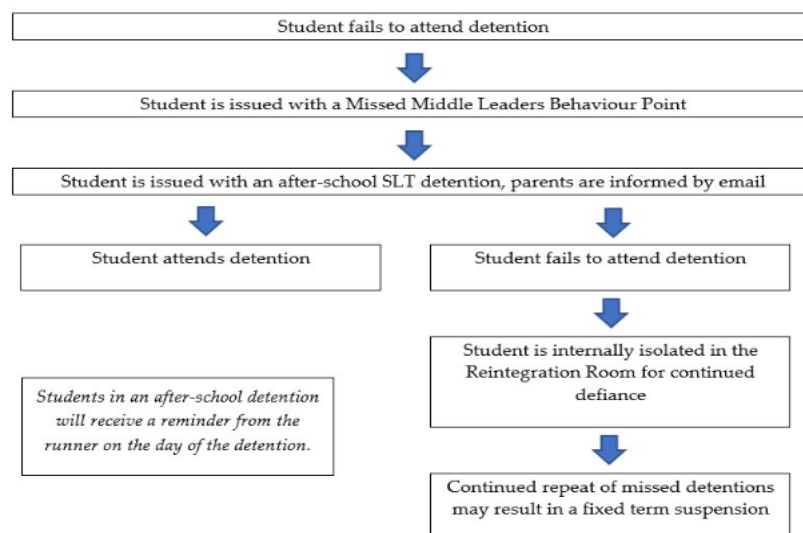 Student fails to attend detention
Student is issued with a Missed Middle Leaders Behaviour Point
Student is issued with an after-school SLT detention, parents are informed by email
Student attends detention
Student fails to attend detention
Student is internally isolated in the
Reintegration Room for continued
defiance
Students in an after-school detention
will receive a reminder from the
runner on the day of the detention.
Continued repeat of missed detentions
may result in a fixed term suspension